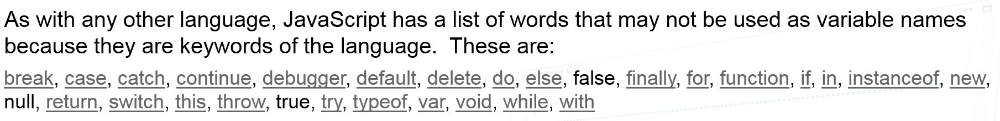 As with any other language, JavaScript has a list of words that may not be used as variable names
because they are keywords of the language.  These are:
break, case, catch, continue, debugger, default, delete, do, else, false, finally, for, function, if, in, instanceof, new,
null, return, switch, this, throw, true, try, typeof, var, void, while, with